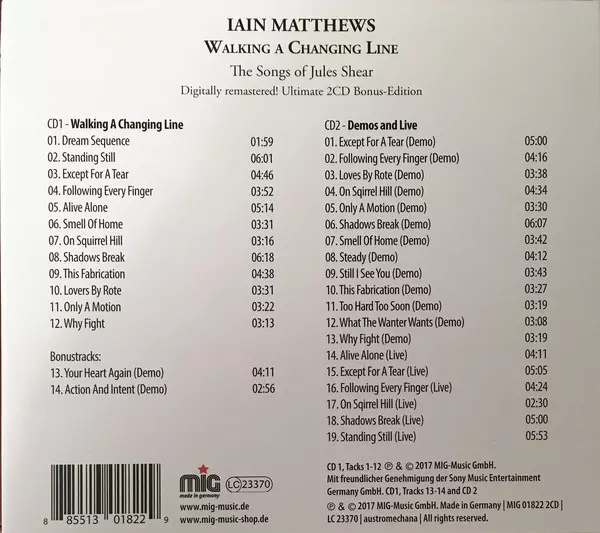 IAIN MATTHEWS
WALKING A CHANGING LINE
The Songs of Jules Shear
Digitally remastered! Ultimate 2CD Bonus-Edition
CD1 - Walking A Changing Line
01. Dream Sequence 01:59
02. Standing Still 06:01
03. Except For A Tear 04:46
04. Following Every Finger 03:52
05. Alive Alone 05:14
06. Smell Of Home 03:31
07. On Squirrel Hill 03:16
08. Shadows Break 06:18
09. This Fabrication 04:38
10. Lovers By Rote 03:31
11. Only A Motion 03:22
12. Why Fight 03:13
Bonustracks:
13. Your Heart Again (Demo) 04:11
14. Action And Intent (Demo) 02:56
CD2 - Demos and Live
01. Except For A Tear (Demo) 05:00
02. Following Every Finger (Demo) 04:16
03. Loves By Rote (Demo) 03:38
04. On Sqirrel Hill (Demo) 04:34
05. Only A Motion (Demo) 03:30
06. Shadows Break (Demo) 06:07
07. Smell Of Home (Demo) 03:42
08. Steady (Demo) 04:12
09. Still I See You (Demo) 03:43
10. This Fabrication (Demo) 03:27
11. Too Hard Too Soon (Demo) 03:19
12. What The Wanter Wants (Demo) 03:08
13. Why Fight (Demo) 03:19
14. Alive Alone (Live) 04:11
15. Except For A Tear (Live) 05:05
16. Following Every Finger (Live) 04:24
17. On Sqirrel Hill (Live) 02:30
18. Shadows Break (Live) 05:00
19. Standing Still (Live) 05:53
8 85513 01822 9
mig
made in germany
LC 23370
www.mig-music.de
www.mig-music-shop.de
CD 1, Tacks 1-12 ℗ & © 2017 MIG-Music GmbH.
Mit freundlicher Genehmigung der Sony Music Entertainment
Germany GmbH. CD1, Tracks 13-14 and CD 2
℗ & © 2017 MIG-Music GmbH. Made in Germany | MIG 01822 2CD |
LC 23370 | austromechana | All rights reserved.